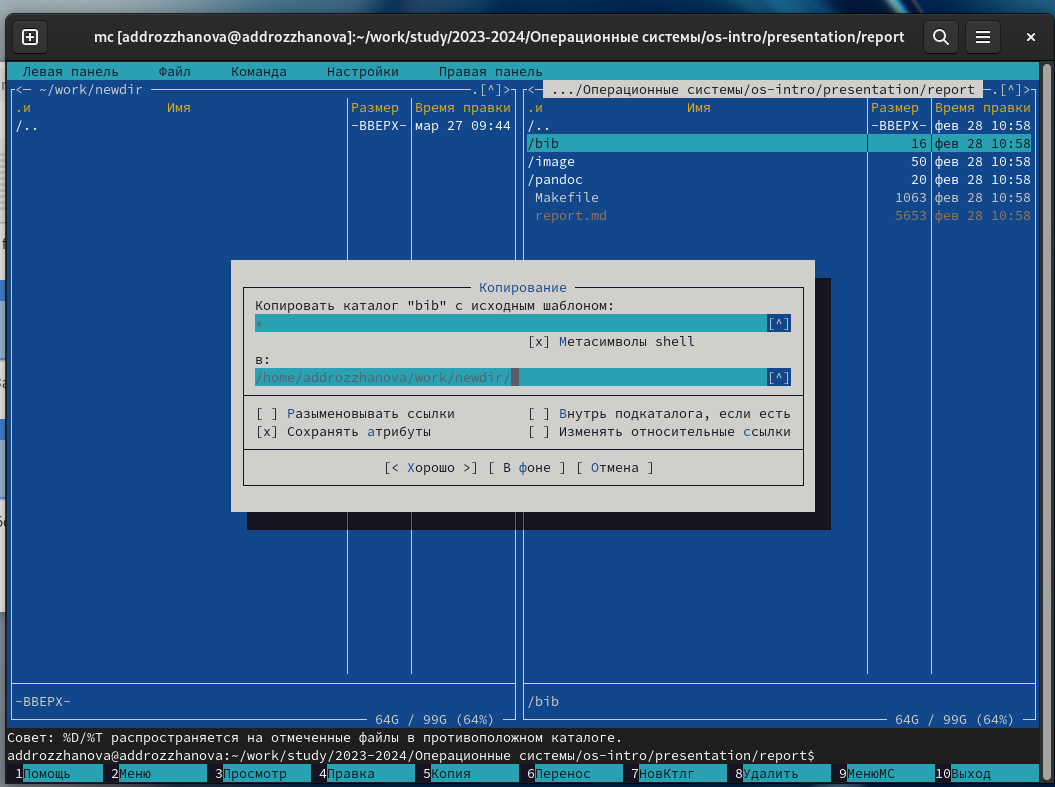 mc [addrozzhanova@addrozzhanova]:~/work/study/2023-2024/Операционные системы/os-intro/presentation/report
Левая панель Файл Команда Настройки Правая панель
<─ ~/work/newdir .[^]>
.и Имя Размер Время правки
/.. -ВВЕРХ- мар 27 09:44
<─ .../Операционные системы/os-intro/presentation/report .[^]>
.и Имя Размер Время правки
/.. -ВВЕРХ- фев 28 10:58
/bib 16 фев 28 10:58
/image 50 фев 28 10:58
/pandoc 20 фев 28 10:58
Makefile 1063 фев 28 10:58
report.md 5653 фев 28 10:58
Копирование
Копировать каталог "bib" с исходным шаблоном:
* [^]
[x] Метасимволы shell
в:
/home/addrozzhanova/work/newdir/ [^]
[ ] Разыменовывать ссылки [ ] Внутрь подкаталога, если есть
[x] Сохранять атрибуты [ ] Изменять относительные ссылки
[< Хорошо >] [ В фоне ] [ Отмена ]
-ВВЕРХ-
64G / 99G (64%)
/bib
64G / 99G (64%)
Совет: %D/%T распространяется на отмеченные файлы в противоположном каталоге.
addrozzhanova@addrozzhanova:~/work/study/2023-2024/Операционные системы/os-intro/presentation/report$
1Помощь 2Меню 3Просмотр 4Правка 5Копия 6Перенос 7НовКтлг 8Удалить 9МенюМС 10Выход